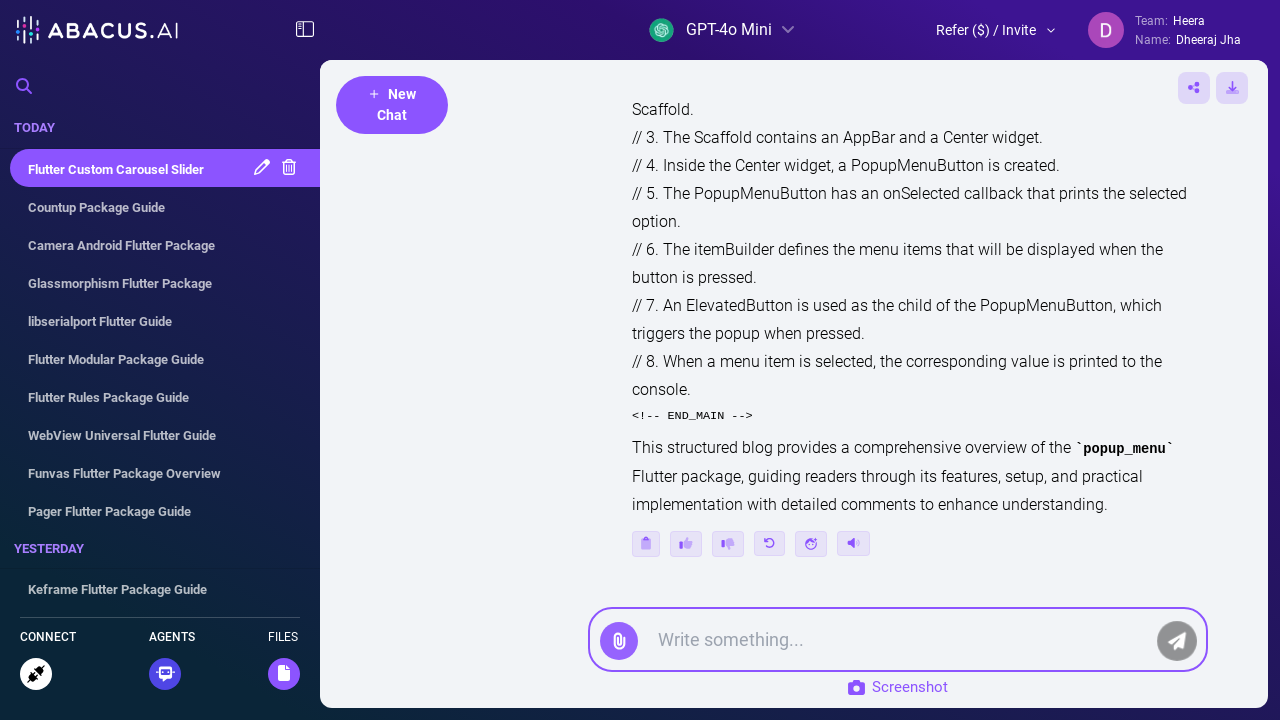 ABACUS.AI
GPT-4o Mini
Refer ($) / Invite
D
Team: Heera
Name: Dheeraj Jha
TODAY
Flutter Custom Carousel Slider
Countup Package Guide
Camera Android Flutter Package
Glassmorphism Flutter Package
libserialport Flutter Guide
Flutter Modular Package Guide
Flutter Rules Package Guide
WebView Universal Flutter Guide
Funvas Flutter Package Overview
Pager Flutter Package Guide
YESTERDAY
Keframe Flutter Package Guide
CONNECT
AGENTS
FILES
+ New
Chat
Scaffold.
// 3. The Scaffold contains an AppBar and a Center widget.
// 4. Inside the Center widget, a PopupMenuButton is created.
// 5. The PopupMenuButton has an onSelected callback that prints the selected
option.
// 6. The itemBuilder defines the menu items that will be displayed when the
button is pressed.
// 7. An ElevatedButton is used as the child of the PopupMenuButton, which
triggers the popup when pressed.
// 8. When a menu item is selected, the corresponding value is printed to the
console.
<!-- END_MAIN -->
This structured blog provides a comprehensive overview of the `popup_menu`
Flutter package, guiding readers through its features, setup, and practical
implementation with detailed comments to enhance understanding.
Write something...
Screenshot